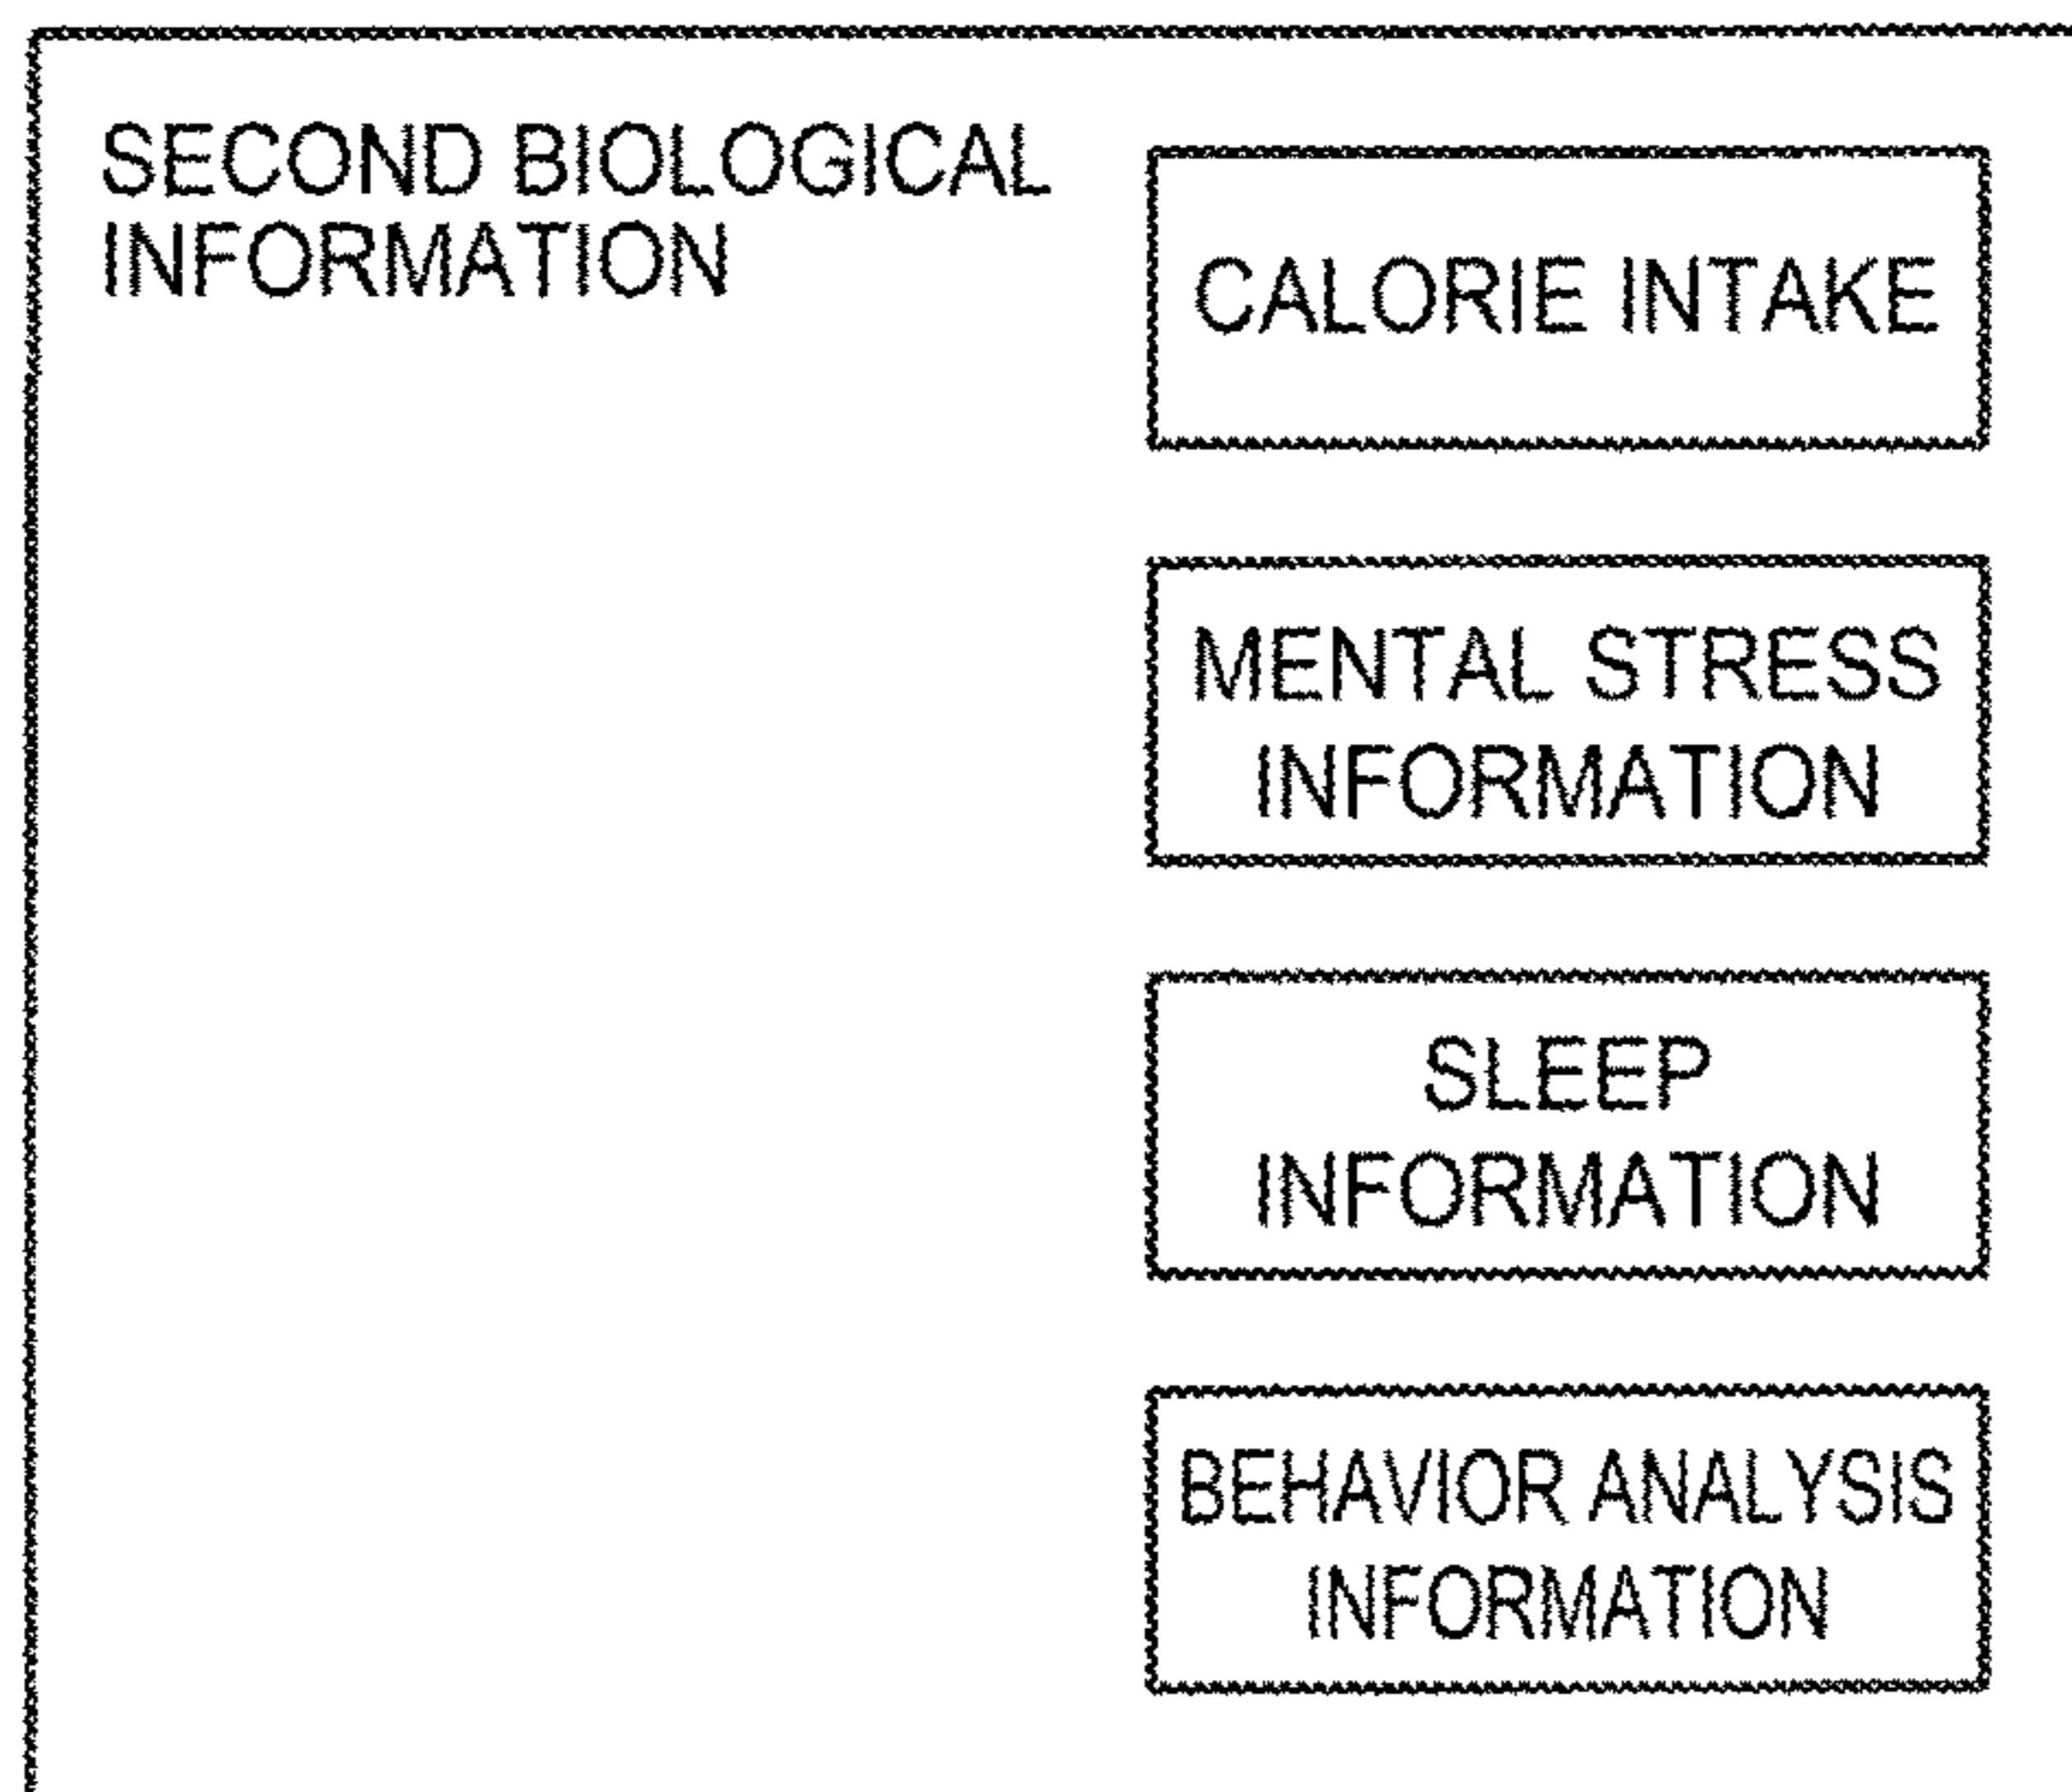 SECOND BIOLOGICAL
INFORMATION
CALORIE INTAKE
MENTAL STRESS
INFORMATION
SLEEP
INFORMATION
BEHAVIOR ANALYSIS
INFORMATION